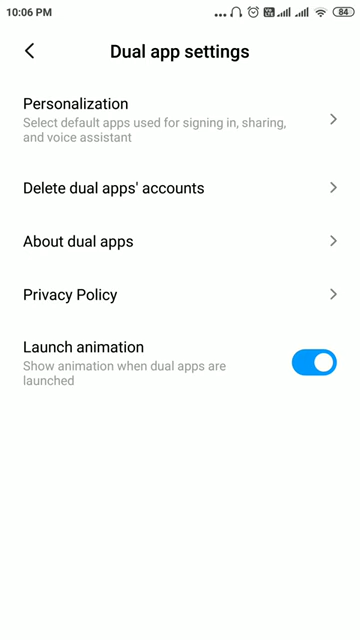 10:06 PM
84
Dual app settings
Personalization
Select default apps used for signing in, sharing,
and voice assistant
Delete dual apps' accounts
About dual apps
Privacy Policy
Launch animation
Show animation when dual apps are
launched